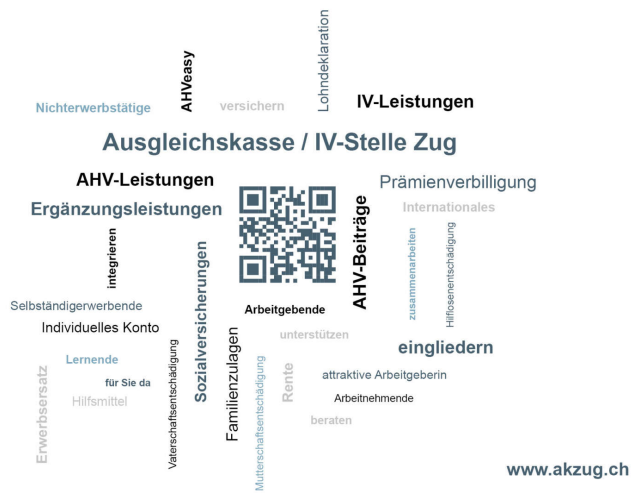 Nichterwerbstätige
AHVeasy
versichern
Lohndeklaration
IV-Leistungen
Ausgleichskasse / IV-Stelle Zug
AHV-Leistungen
Prämienverbilligung
Ergänzungsleistungen
AHV-Beiträge
Internationales
integrieren
Sozialversicherungen
zusammenarbeiten
Hilflosenentschädigung
Selbständigerwerbende
Arbeitgebende
Individuelles Konto
unterstützen
eingliedern
Lernende
Vaterschaftsentschädigung
Familienzulagen
Mutterschaftsentschädigung
Rente
attraktive Arbeitgeberin
Erwerbsersatz
für Sie da
Hilfsmittel
Arbeitnehmende
beraten
www.akzug.ch